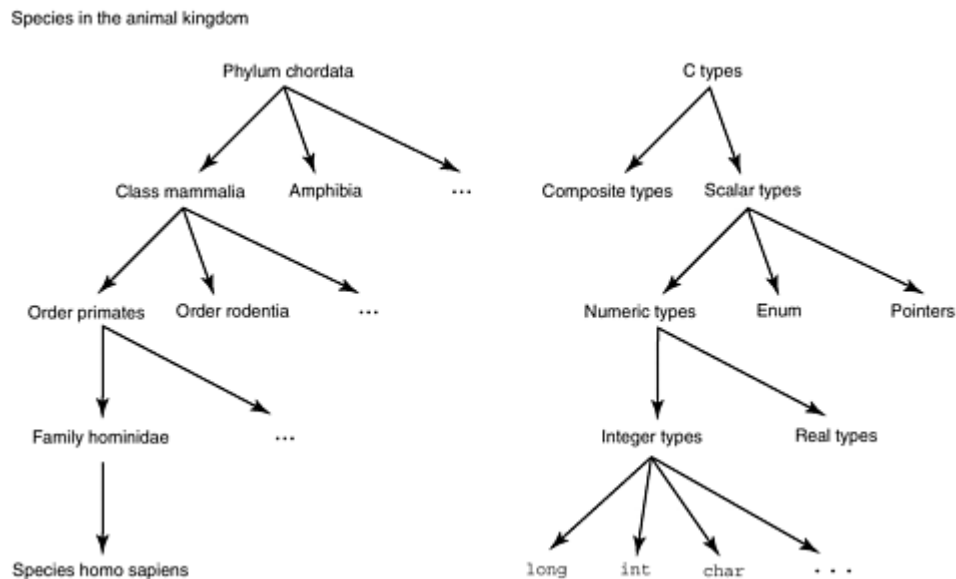 Species in the animal kingdom
Phylum chordata
C types
Class mammalia
Amphibia
...
Composite types
Scalar types
Order primates
Order rodentia
...
Numeric types
Enum
Pointers
Family hominidae
...
Integer types
Real types
Species homo sapiens
long
int
char
...